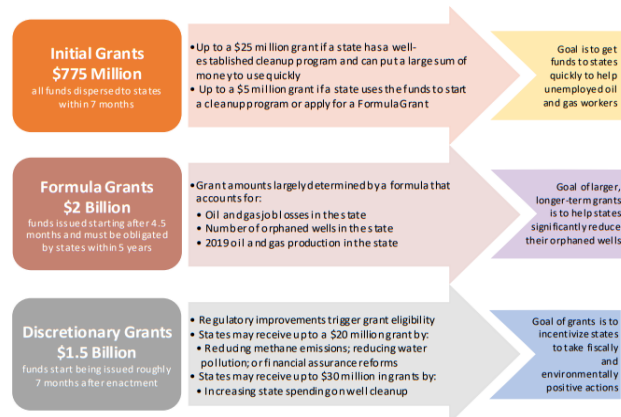 Initial Grants
$775 Million
all funds dispersed to states
within 7 months
•Up to a $25 million grant if a state has a well-
established cleanup program and can put a large sum of
money to use quickly
• Up to a $5 million grant if a state uses the funds to start
a cleanup program or apply for a Formula Grant
Goal is to get
funds to states
quickly to help
unemployed oil
and gas workers
Formula Grants
$2 Billion
funds issued starting after 4.5
months and must be obligated
by states within 5 years
•Grant amounts largely determined by a formula that
accounts for:
• Oil and gas job losses in the state
• Number of orphaned wells in the state
• 2019 oil and gas production in the state
Goal of larger,
longer-term grants
is to help states
significantly reduce
their orphaned wells
Discretionary Grants
$1.5 Billion
funds start being issued roughly
7 months after enactment
• Regulatory improvements trigger grant eligibility
• States may receive up to a $20 million grant by:
• Reducing methane emissions; reducing water
pollution; or financial assurance reforms
• States may receive up to $30 million in grants by:
• Increasing state spending on well cleanup
Goal of grants is to
incentivize states
to take fiscally
and
environmentally
positive actions